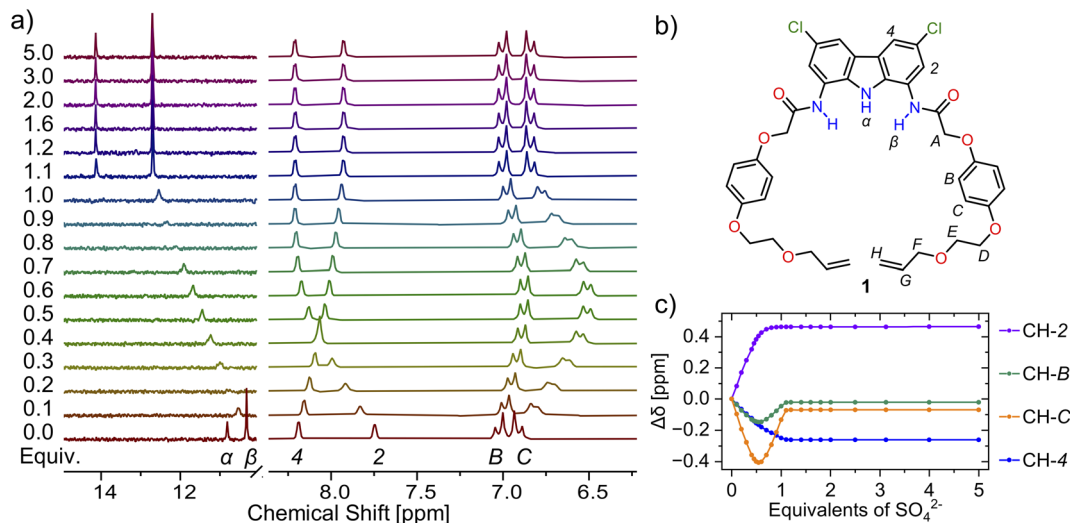 a)
5.0
3.0
2.0
1.6
1.2
1.1
1.0
0.9
0.8
0.7
0.6
0.5
0.4
0.3
0.2
0.1
0.0
Equiv.
α β 4 2 B C
14 12 8.0 7.5 7.0 6.5
Chemical Shift [ppm]
b)
Cl Cl
4
2
O N N N O
H H H
α β
O A O
B
C
O O
E
H F D
O O
G
1
c)
0.4
0.2
0.0
−0.2
−0.4
Δδ [ppm]
0 1 2 3 4 5
Equivalents of SO₄²⁻
CH-2
CH-B
CH-C
CH-4